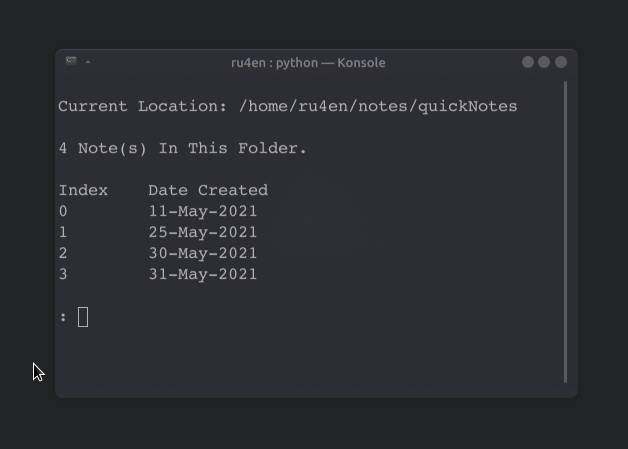 ru4en : python — Konsole
Current Location: /home/ru4en/notes/quickNotes
4 Note(s) In This Folder.
Index    Date Created
0        11-May-2021
1        25-May-2021
2        30-May-2021
3        31-May-2021
: